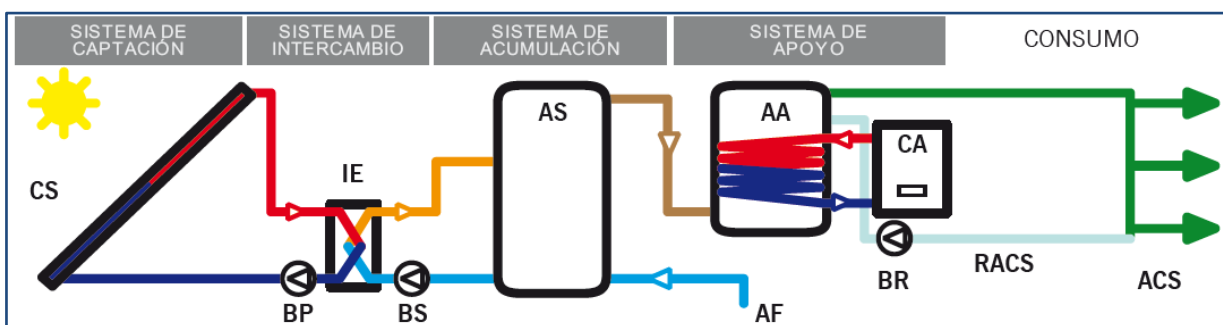 SISTEMA DE
CAPTACIÓN
SISTEMA DE
INTERCAMBIO
SISTEMA DE
ACUMULACIÓN
SISTEMA DE
APOYO
CONSUMO
CS
IE
AS
AA
CA
BP
BS
AF
BR
RACS
ACS